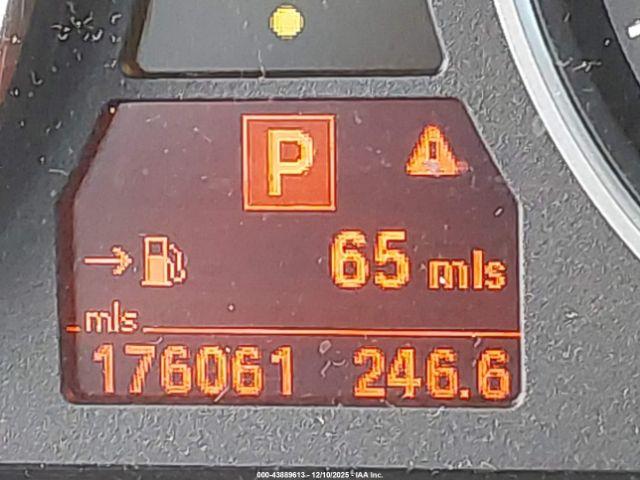 P
65 mls
mls
176061 246.6
000-43889613 - 12/10/2025 - IAA Inc.